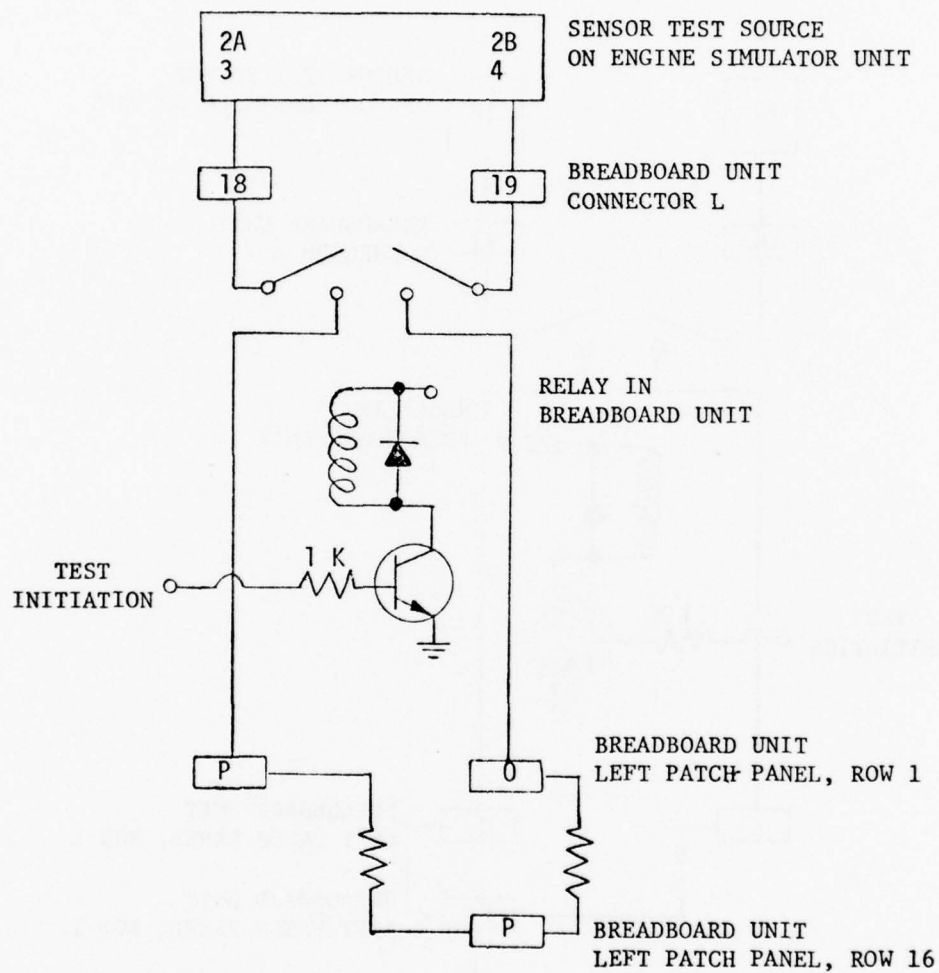 2A 2B
3 4
SENSOR TEST SOURCE
ON ENGINE SIMULATOR UNIT
18 19
BREADBOARD UNIT
CONNECTOR L
RELAY IN
BREADBOARD UNIT
1 K
TEST
INITIATION
P O
BREADBOARD UNIT
LEFT PATCH PANEL, ROW 1
P
BREADBOARD UNIT
LEFT PATCH PANEL, ROW 16